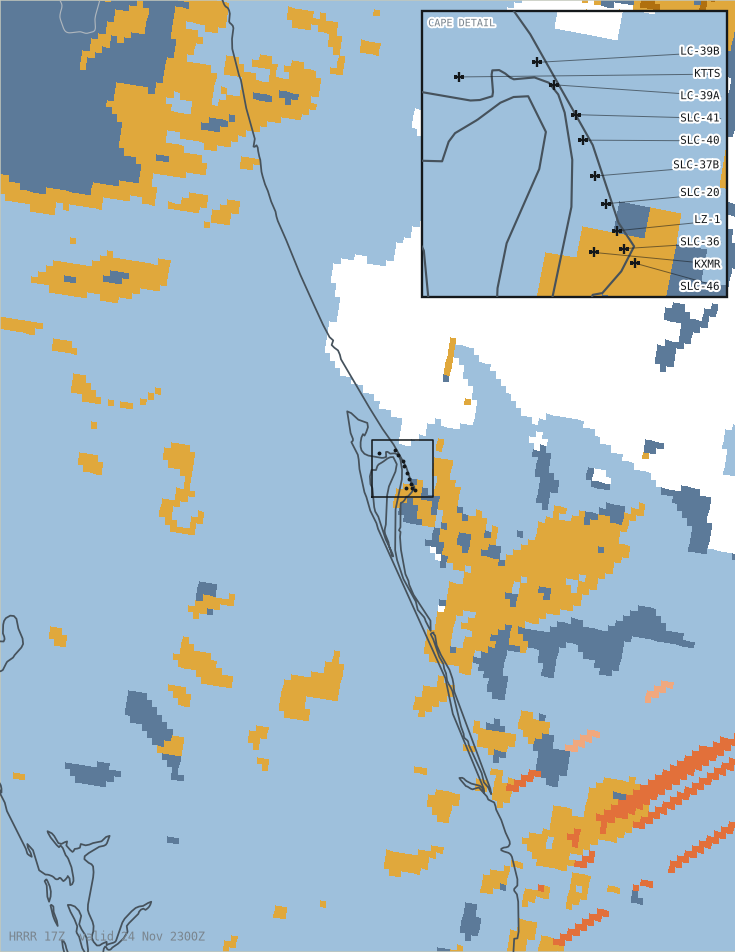 CAPE DETAIL
LC-39B
KTTS
LC-39A
SLC-41
SLC-40
SLC-37B
SLC-20
LZ-1
SLC-36
KXMR
SLC-46
HRRR 17Z valid 24 Nov 2300Z